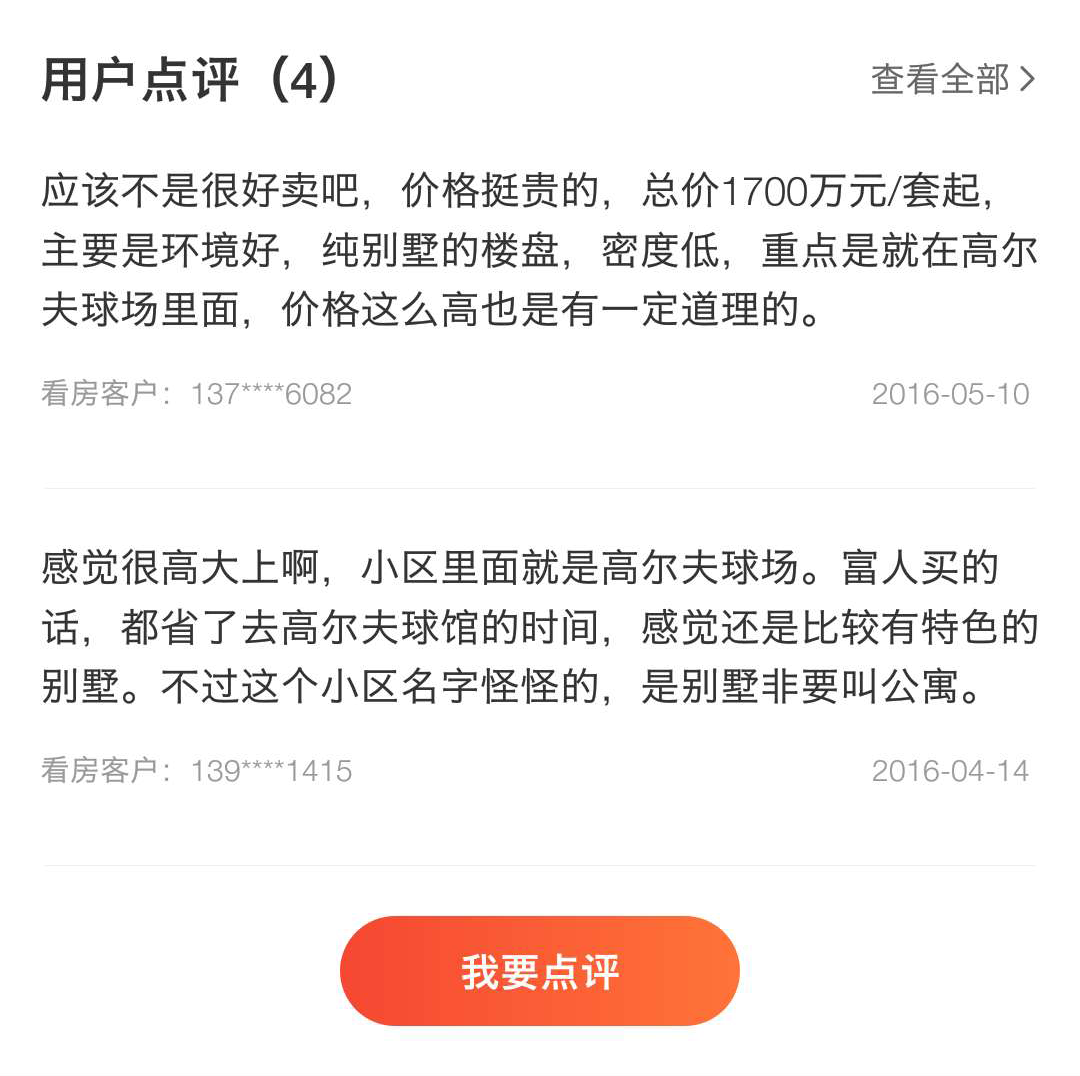 用户点评（4）
查看全部
应该不是很好卖吧，价格挺贵的，总价1700万元/套起，
主要是环境好，纯别墅的楼盘，密度低，重点是就在高尔
夫球场里面，价格这么高也是有一定道理的。
看房客户：137****6082
2016-05-10
感觉很高大上啊，小区里面就是高尔夫球场。富人买的
话，都省了去高尔夫球馆的时间，感觉还是比较有特色的
别墅。不过这个小区名字怪怪的，是别墅非要叫公寓。
看房客户：139****1415
2016-04-14
我要点评